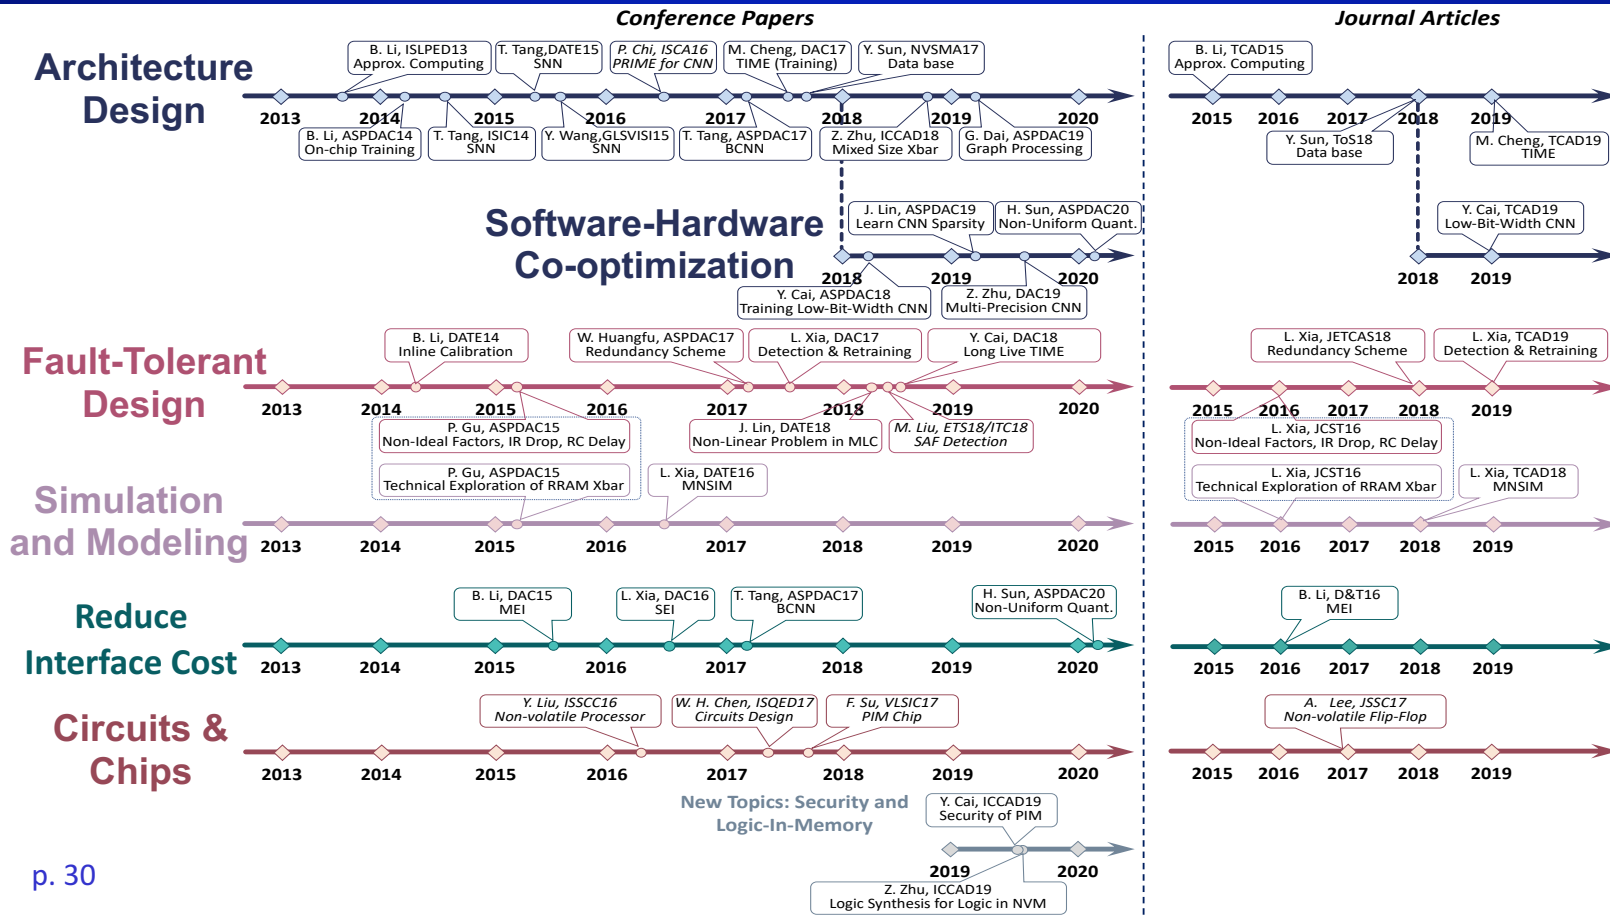 Conference Papers
Journal Articles
Architecture
Design
B. Li, ISLPED13
Approx. Computing
T. Tang,DATE15
SNN
P. Chi, ISCA16
PRIME for CNN
M. Cheng, DAC17
TIME (Training)
Y. Sun, NVSMA17
Data base
2013
2014
2015
2016
2017
2018
2019
2020
B. Li, ASPDAC14
On-chip Training
T. Tang, ISIC14
SNN
Y. Wang,GLSVISI15
SNN
T. Tang, ASPDAC17
BCNN
Z. Zhu, ICCAD18
Mixed Size Xbar
G. Dai, ASPDAC19
Graph Processing
B. Li, TCAD15
Approx. Computing
2015
2016
2017
2018
2019
Y. Sun, ToS18
Data base
M. Cheng, TCAD19
TIME
Software-Hardware
Co-optimization
J. Lin, ASPDAC19
Learn CNN Sparsity
H. Sun, ASPDAC20
Non-Uniform Quant.
2018
2019
2020
Y. Cai, ASPDAC18
Training Low-Bit-Width CNN
Z. Zhu, DAC19
Multi-Precision CNN
Y. Cai, TCAD19
Low-Bit-Width CNN
2018
2019
Fault-Tolerant
Design
B. Li, DATE14
Inline Calibration
W. Huangfu, ASPDAC17
Redundancy Scheme
L. Xia, DAC17
Detection & Retraining
Y. Cai, DAC18
Long Live TIME
2013
2014
2015
2016
2017
2018
2019
2020
P. Gu, ASPDAC15
Non-Ideal Factors, IR Drop, RC Delay
J. Lin, DATE18
Non-Linear Problem in MLC
M. Liu, ETS18/ITC18
SAF Detection
L. Xia, JETCAS18
Redundancy Scheme
L. Xia, TCAD19
Detection & Retraining
2015
2016
2017
2018
2019
L. Xia, JCST16
Non-Ideal Factors, IR Drop, RC Delay
Simulation
and Modeling
P. Gu, ASPDAC15
Technical Exploration of RRAM Xbar
L. Xia, DATE16
MNSIM
2013
2014
2015
2016
2017
2018
2019
2020
L. Xia, JCST16
Technical Exploration of RRAM Xbar
L. Xia, TCAD18
MNSIM
2015
2016
2017
2018
2019
Reduce
Interface Cost
B. Li, DAC15
MEI
L. Xia, DAC16
SEI
T. Tang, ASPDAC17
BCNN
H. Sun, ASPDAC20
Non-Uniform Quant.
2013
2014
2015
2016
2017
2018
2019
2020
B. Li, D&T16
MEI
2015
2016
2017
2018
2019
Circuits &
Chips
Y. Liu, ISSCC16
Non-volatile Processor
W. H. Chen, ISQED17
Circuits Design
F. Su, VLSIC17
PIM Chip
2013
2014
2015
2016
2017
2018
2019
2020
A. Lee, JSSC17
Non-volatile Flip-Flop
2015
2016
2017
2018
2019
New Topics: Security and
Logic-In-Memory
Y. Cai, ICCAD19
Security of PIM
2019
2020
Z. Zhu, ICCAD19
Logic Synthesis for Logic in NVM
p. 30